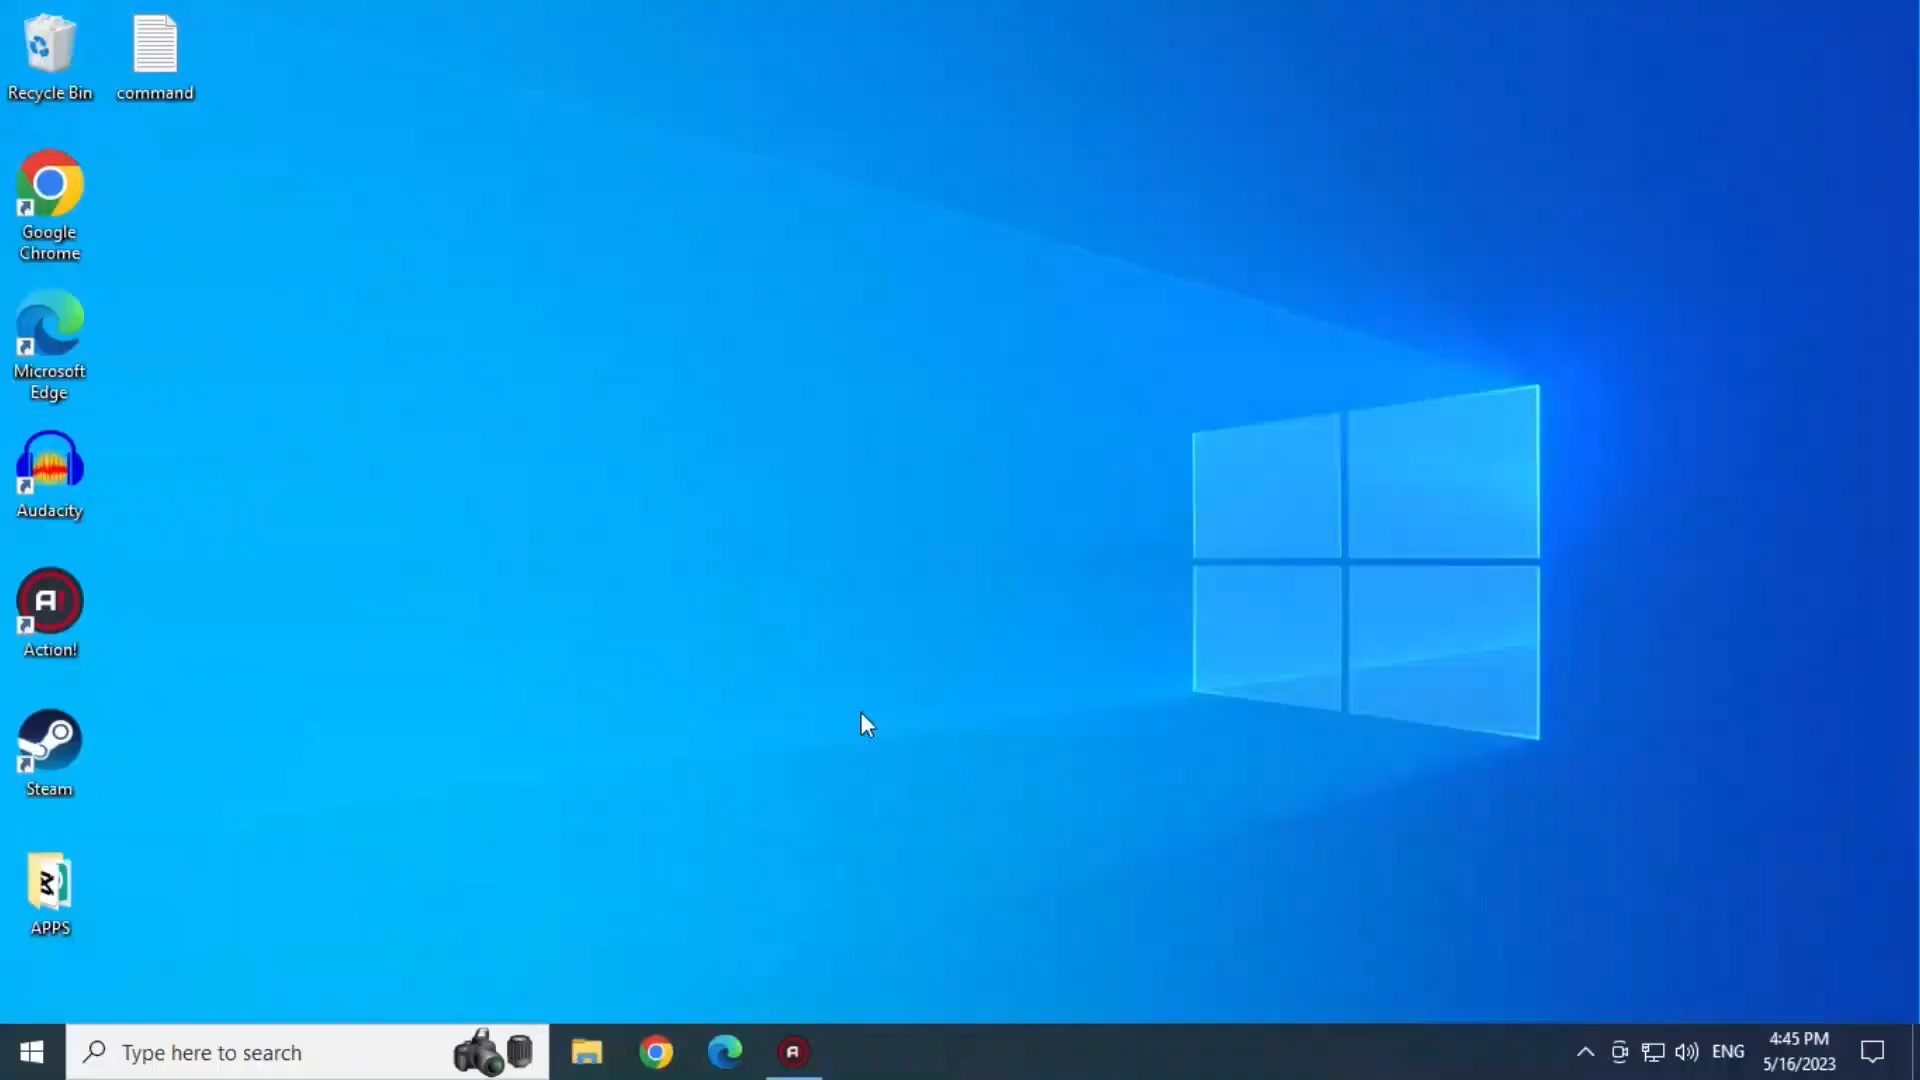 Recycle Bin
command
Google
Chrome
Microsoft
Edge
Audacity
A!
Action!
Steam
APPS
Type here to search
A
ENG
4:45 PM
5/16/2023